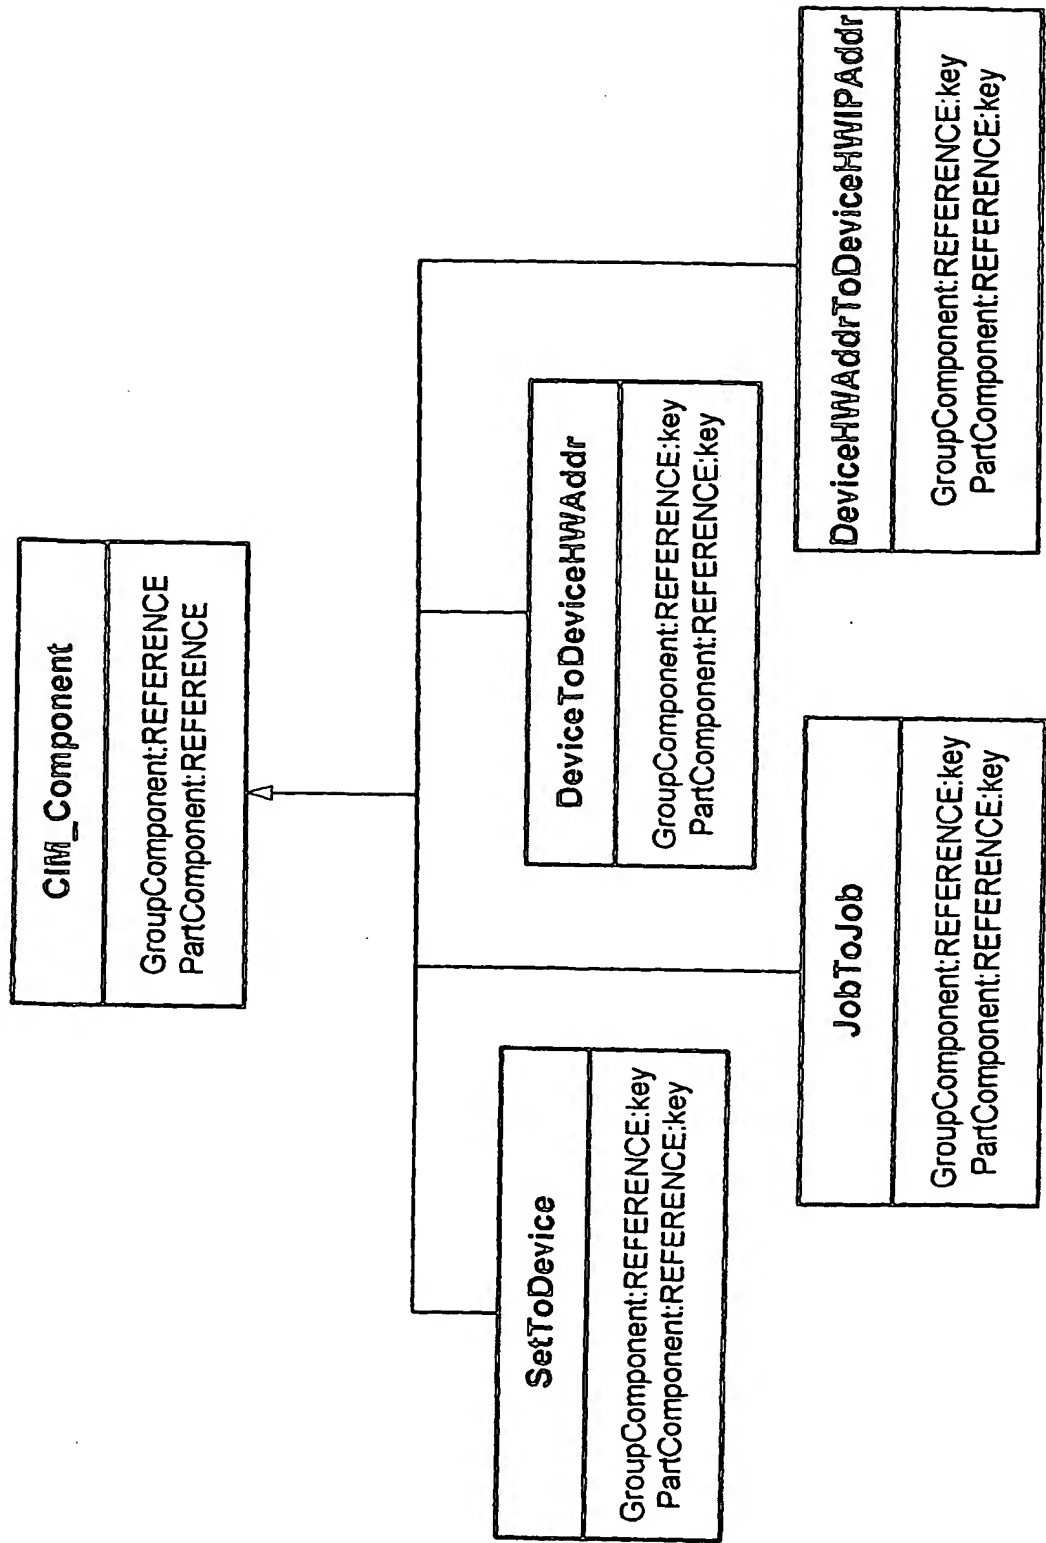 CIM_Component
GroupComponent:REFERENCE
PartComponent:REFERENCE
SetToDevice
GroupComponent:REFERENCE:key
PartComponent:REFERENCE:key
DeviceToDeviceHWAddr
GroupComponent:REFERENCE:key
PartComponent:REFERENCE:key
JobToJob
GroupComponent:REFERENCE:key
PartComponent:REFERENCE:key
DeviceHWAddrToDeviceHWIPAddr
GroupComponent:REFERENCE:key
PartComponent:REFERENCE:key